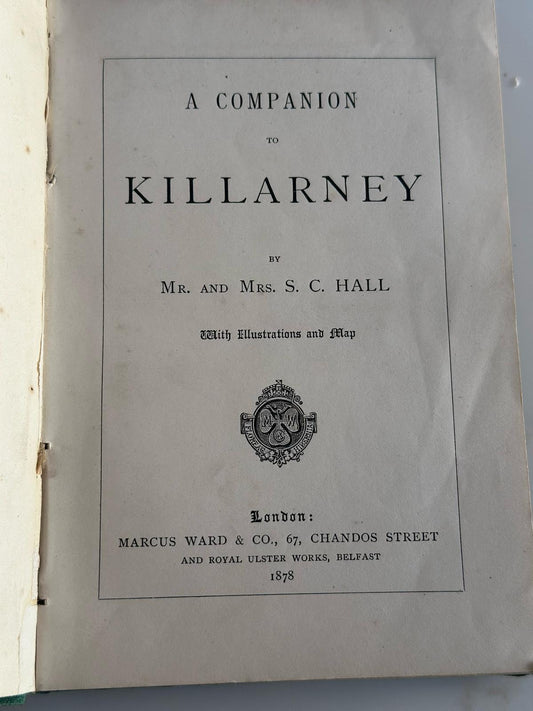 A COMPANION
TO
KILLARNEY
BY
MR. AND MRS. S. C. HALL
With Illustrations and Map
London:
MARCUS WARD & CO., 67, CHANDOS STREET
AND ROYAL ULSTER WORKS, BELFAST
1878